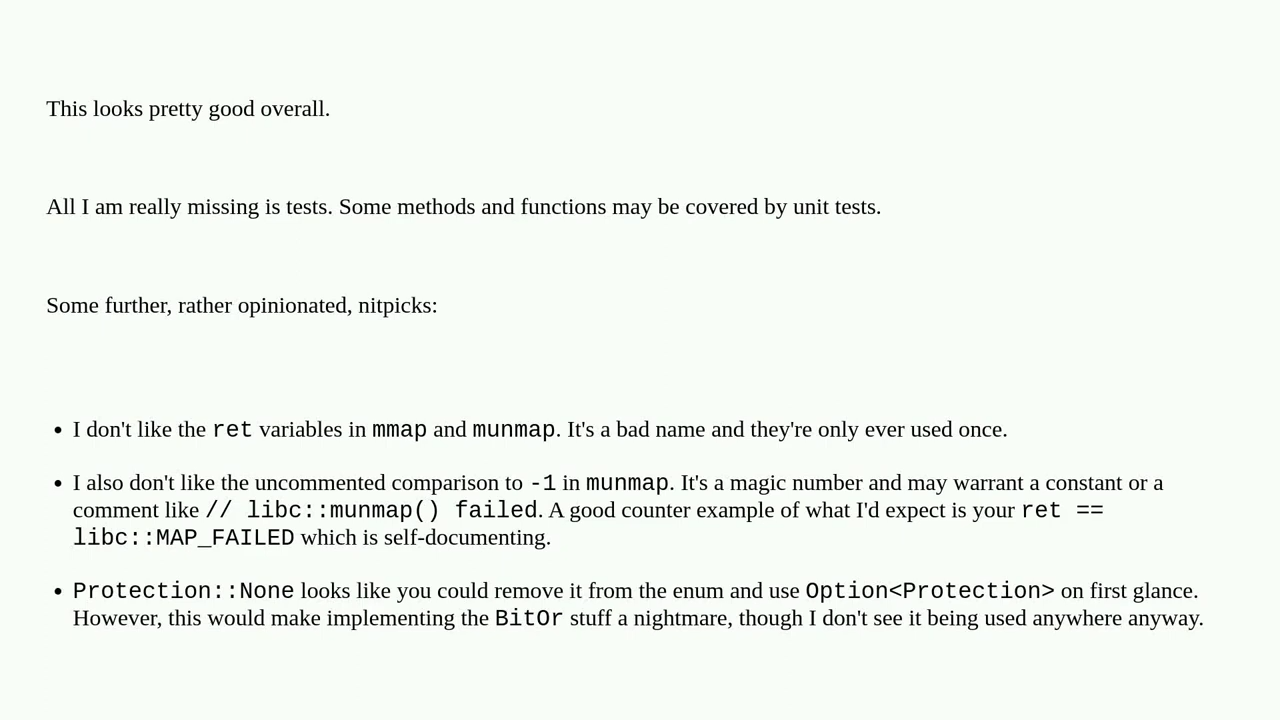 This looks pretty good overall.
All I am really missing is tests. Some methods and functions may be covered by unit tests.
Some further, rather opinionated, nitpicks:
• I don't like the ret variables in mmap and munmap. It's a bad name and they're only ever used once.
• I also don't like the uncommented comparison to -1 in munmap. It's a magic number and may warrant a constant or a
comment like // libc::munmap() failed. A good counter example of what I'd expect is your ret ==
libc::MAP_FAILED which is self-documenting.
• Protection::None looks like you could remove it from the enum and use Option<Protection> on first glance.
However, this would make implementing the BitOr stuff a nightmare, though I don't see it being used anywhere anyway.